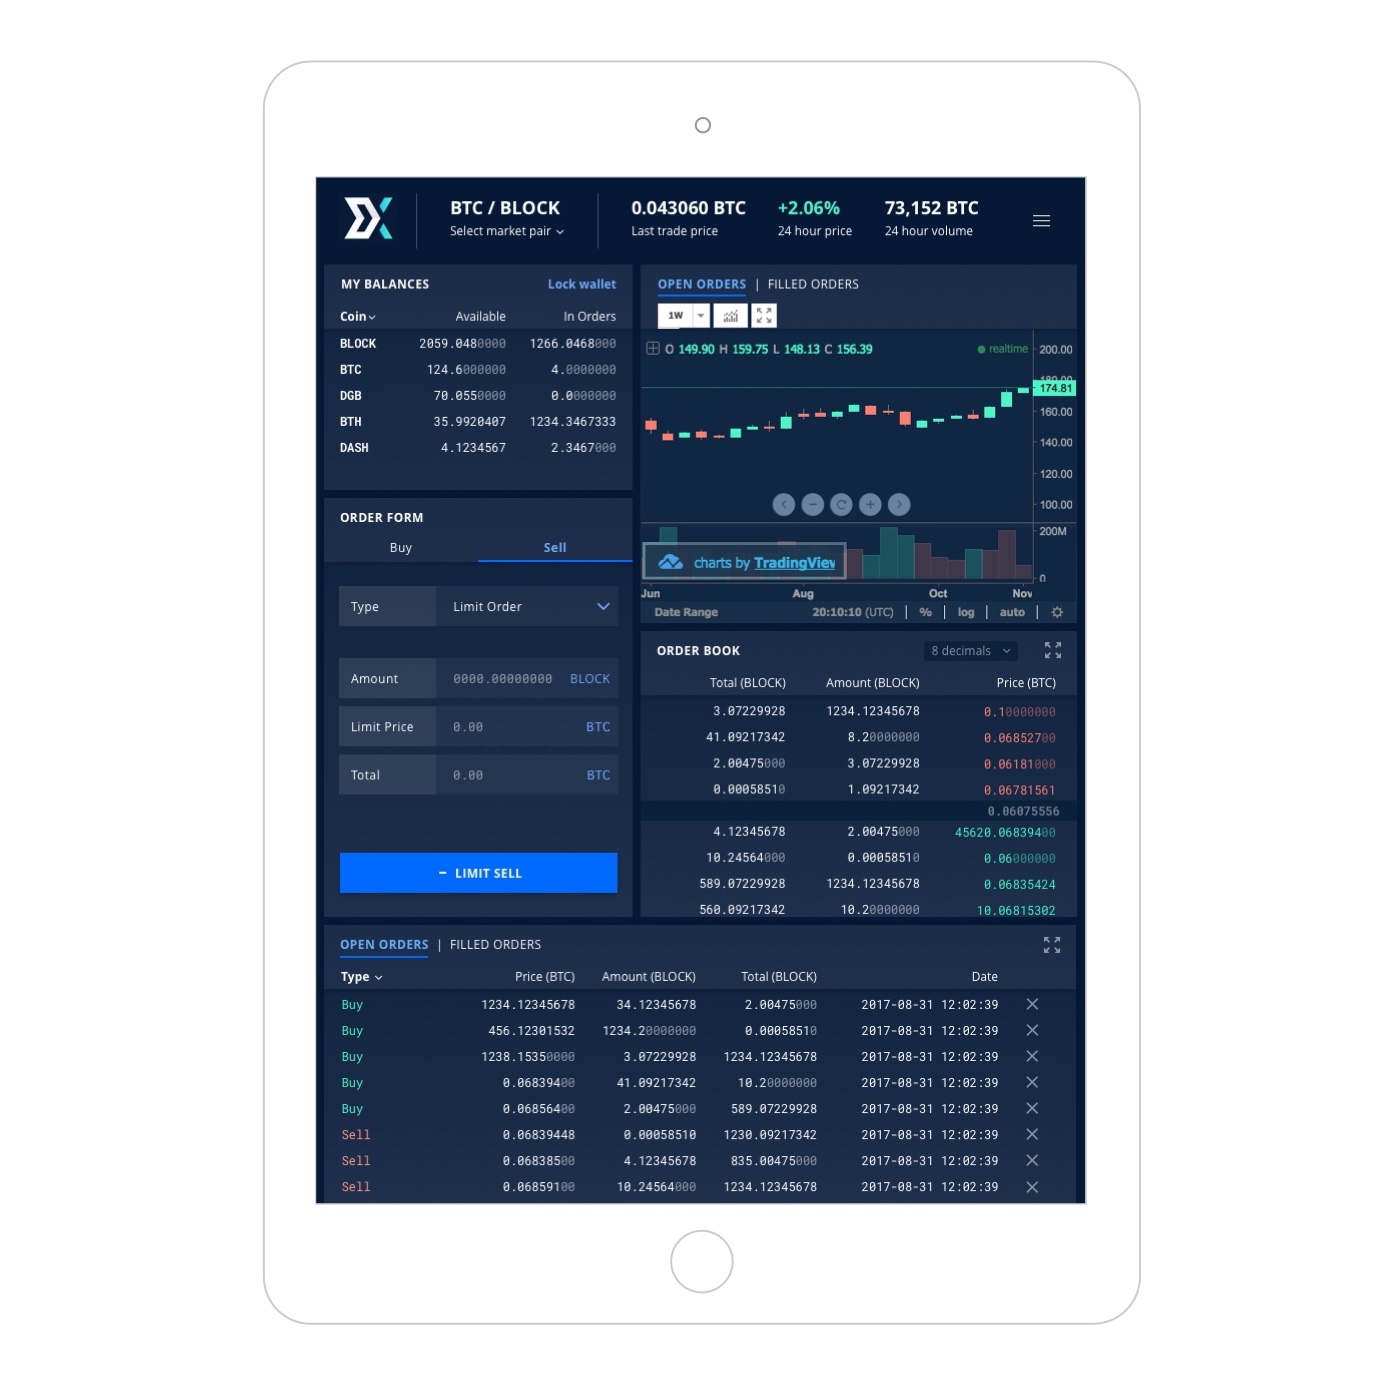 BTC / BLOCK
Select market pair
0.043060 BTC
Last trade price
+2.06%
24 hour price
73,152 BTC
24 hour volume
MY BALANCES Lock wallet
Coin Available In Orders
BLOCK 2059.0480000 1266.0468000
BTC 124.6000000 4.0000000
DGB 70.0550000 0.0000000
BTH 35.9920407 1234.3467333
DASH 4.1234567 2.3467000
ORDER FORM
Buy Sell
Type Limit Order
Amount 0000.00000000 BLOCK
Limit Price 0.00 BTC
Total 0.00 BTC
− LIMIT SELL
OPEN ORDERS | FILLED ORDERS
1W
O 149.90 H 159.75 L 148.13 C 156.39 realtime
200.00
180.00
174.81
160.00
140.00
120.00
100.00
200M
0
charts by TradingView
Jun Aug Oct Nov
Date Range 20:10:10 (UTC) | % | log | auto |
ORDER BOOK 8 decimals
Total (BLOCK) Amount (BLOCK) Price (BTC)
3.07229928 1234.12345678 0.10000000
41.09217342 8.20000000 0.06852700
2.00475000 3.07229928 0.06181000
0.00058510 1.09217342 0.06781561
0.06075556
4.12345678 2.00475000 45620.06839400
10.24564000 0.00058510 0.06000000
589.07229928 1234.12345678 0.06835424
560.09217342 10.20000000 10.06815302
OPEN ORDERS | FILLED ORDERS
Type Price (BTC) Amount (BLOCK) Total (BLOCK) Date
Buy 1234.12345678 34.12345678 2.00475000 2017-08-31 12:02:39
Buy 456.12301532 1234.20000000 0.00058510 2017-08-31 12:02:39
Buy 1238.15350000 3.07229928 1234.12345678 2017-08-31 12:02:39
Buy 0.06839400 41.09217342 10.20000000 2017-08-31 12:02:39
Buy 0.06856400 2.00475000 589.07229928 2017-08-31 12:02:39
Sell 0.06839448 0.00058510 1230.09217342 2017-08-31 12:02:39
Sell 0.06838500 4.12345678 835.00475000 2017-08-31 12:02:39
Sell 0.06859100 10.24564000 1234.12345678 2017-08-31 12:02:39